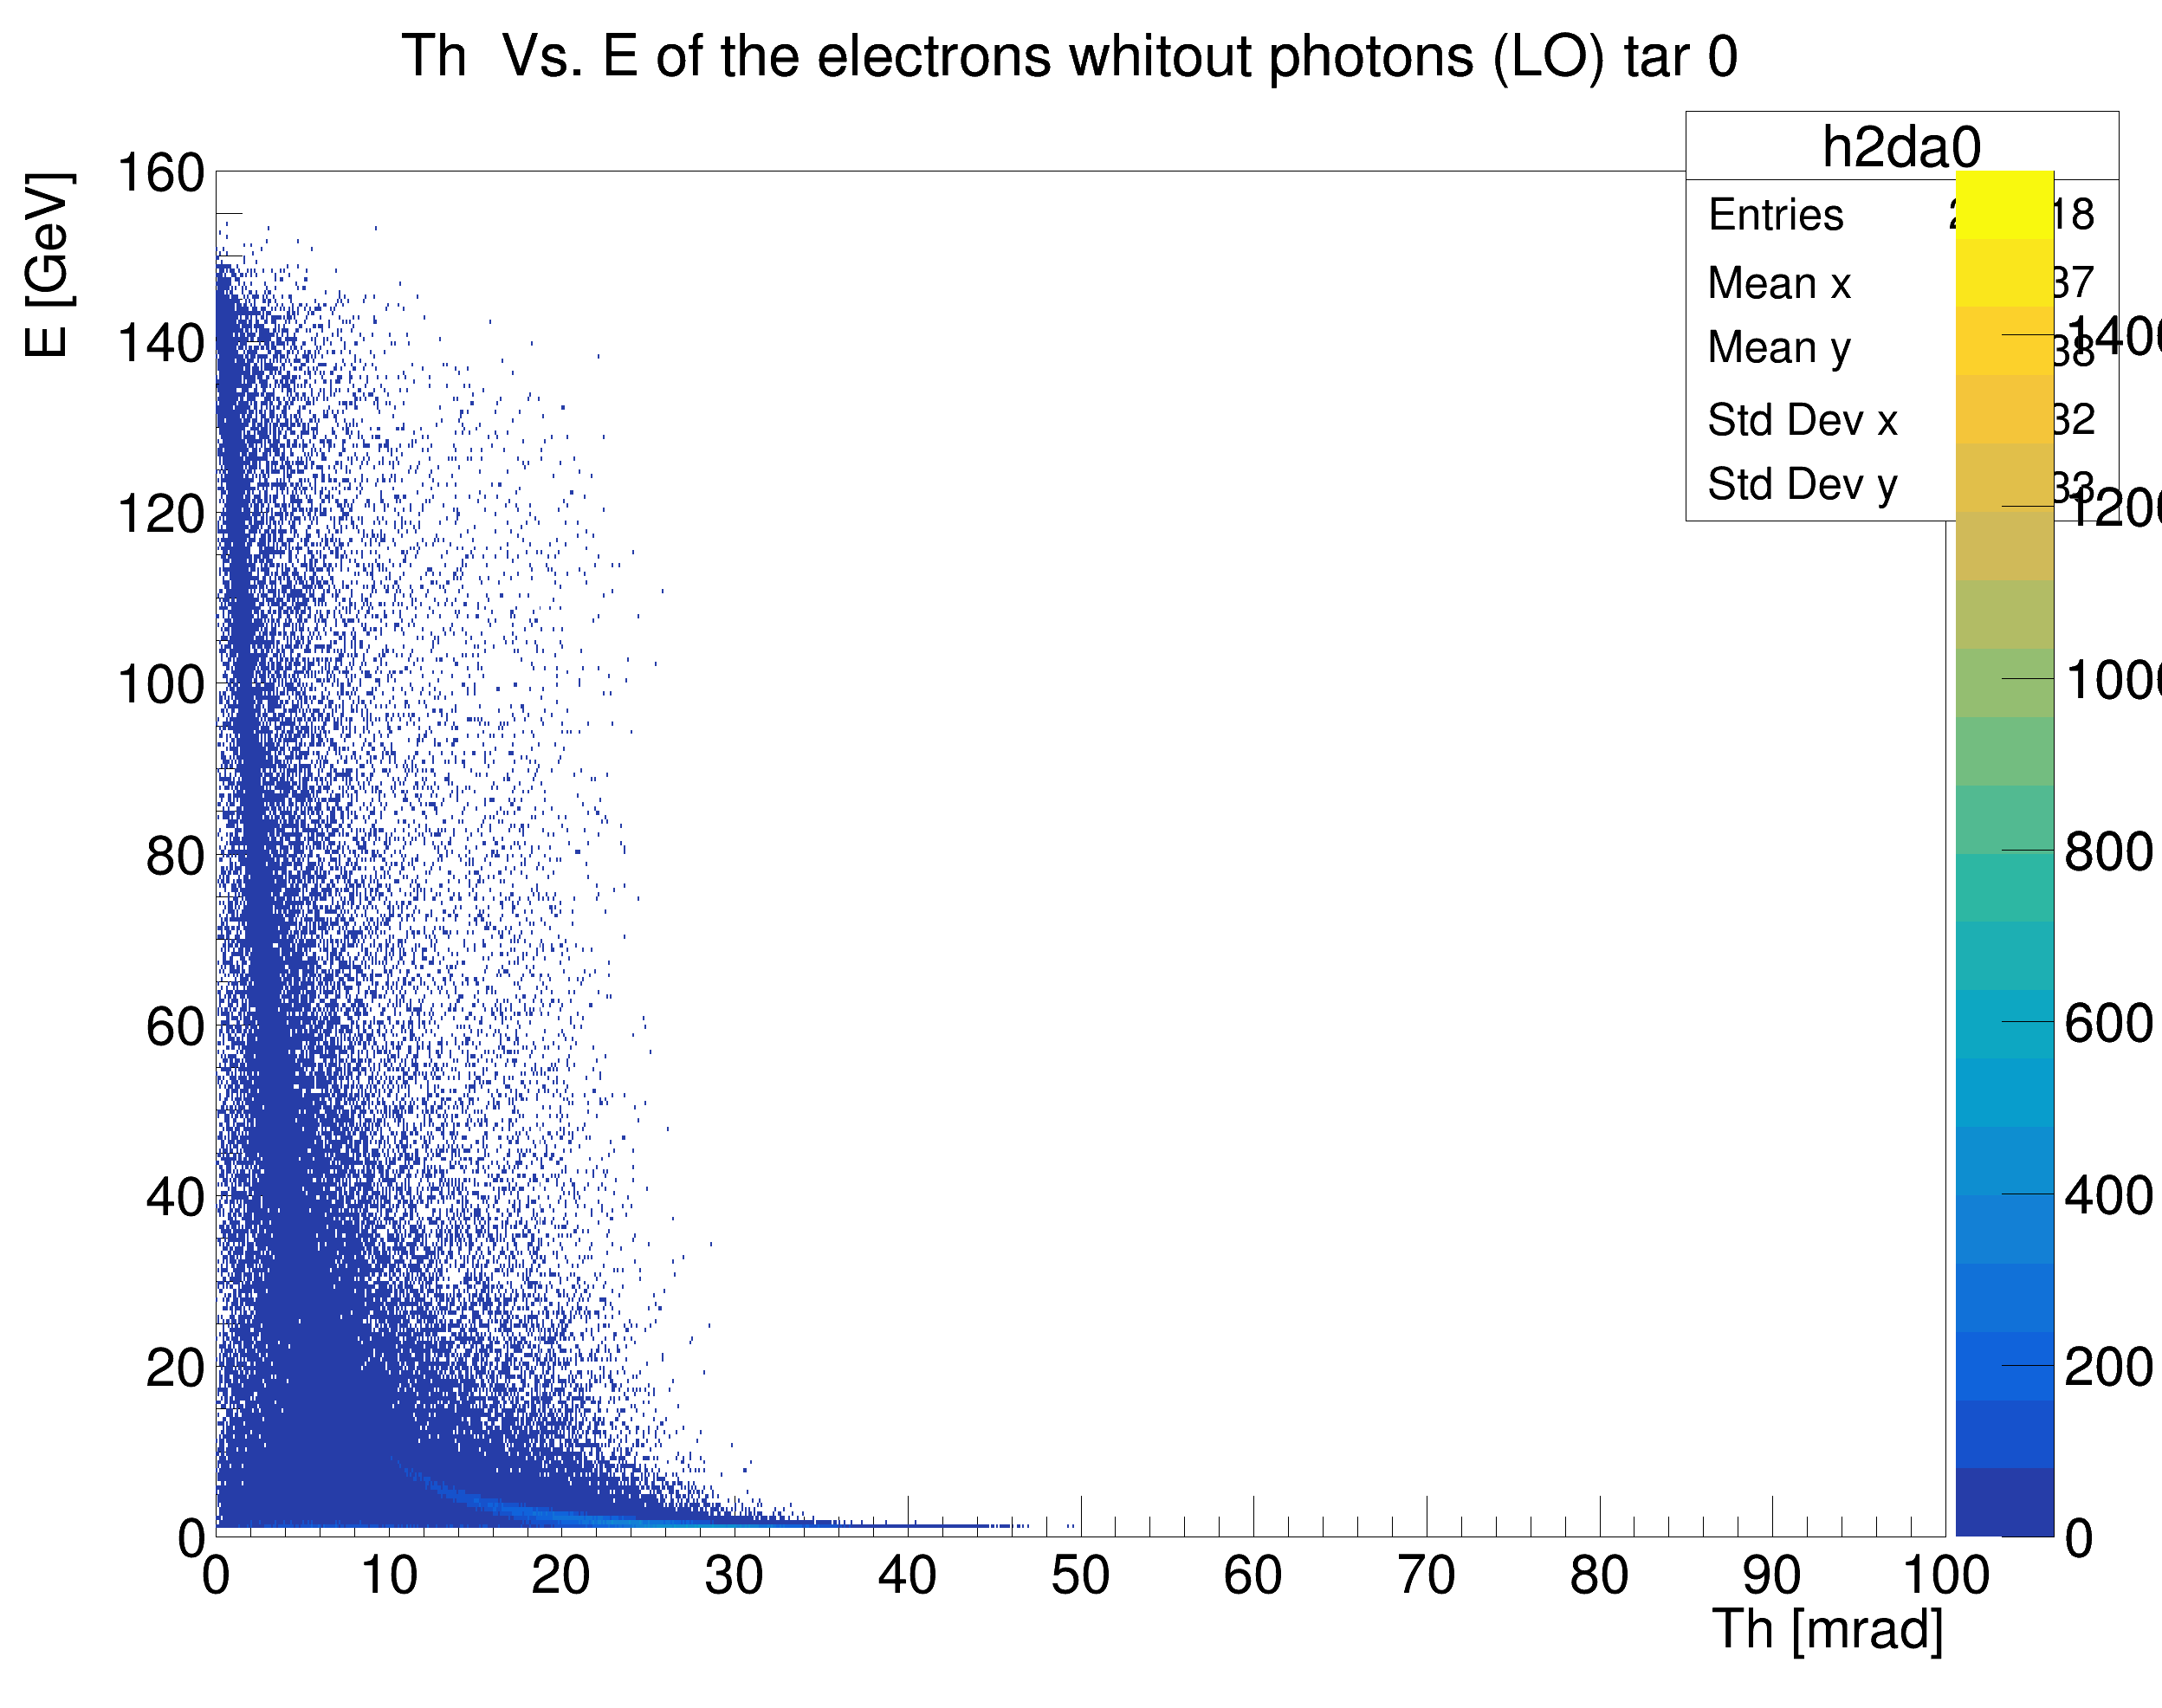 Th Vs. E of the electrons whitout photons (LO) tar 0
h2da0
Entries
Mean x
Mean y
Std Dev x
Std Dev y
E [GeV]
160
140
120
100
80
60
40
20
0
0 10 20 30 40 50 60 70 80 90 100
Th [mrad]
800
600
400
200
0